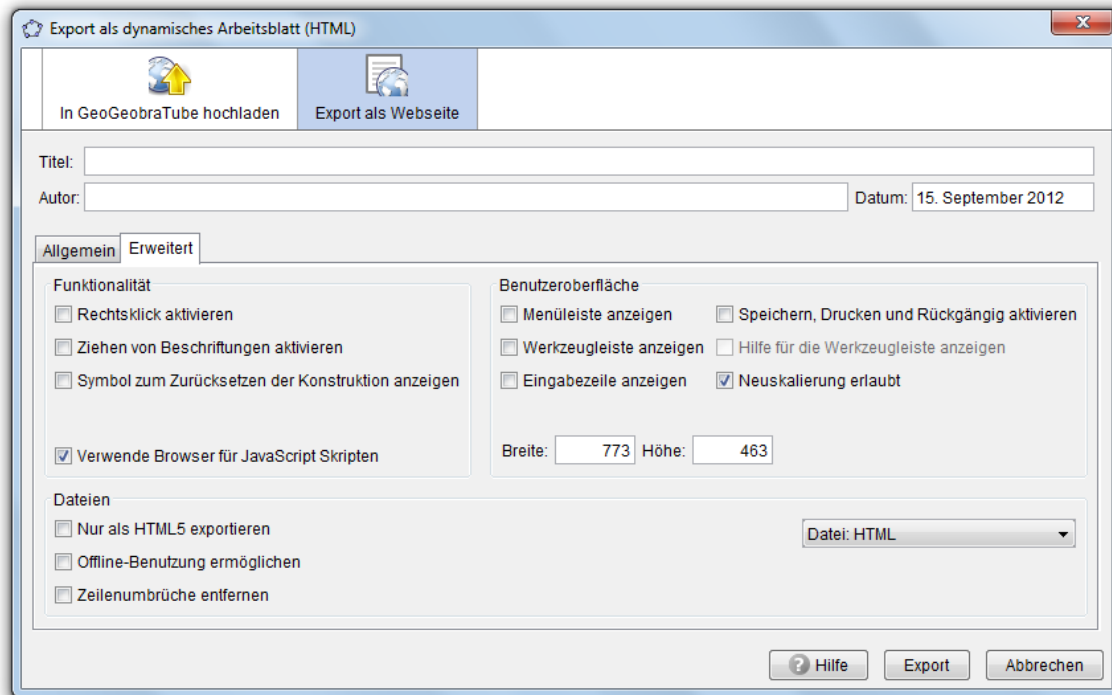 Export als dynamisches Arbeitsblatt (HTML)
In GeoGeobraTube hochladen
Export als Webseite
Titel:
Autor:
Datum: 15. September 2012
Allgemein
Erweitert
Funktionalität
Rechtsklick aktivieren
Ziehen von Beschriftungen aktivieren
Symbol zum Zurücksetzen der Konstruktion anzeigen
Verwende Browser für JavaScript Skripten
Benutzeroberfläche
Menüleiste anzeigen
Speichern, Drucken und Rückgängig aktivieren
Werkzeugleiste anzeigen
Hilfe für die Werkzeugleiste anzeigen
Eingabezeile anzeigen
Neuskalierung erlaubt
Breite: 773 Höhe: 463
Dateien
Nur als HTML5 exportieren
Datei: HTML
Offline-Benutzung ermöglichen
Zeilenumbrüche entfernen
Hilfe
Export
Abbrechen